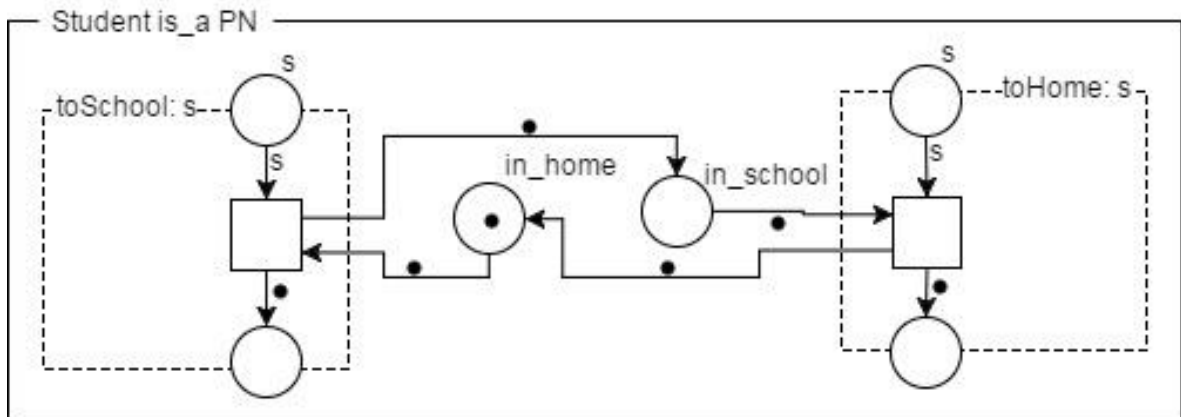 Student is_a PN
s
s
toSchool: s
toHome: s
s
in_home
in_school
s